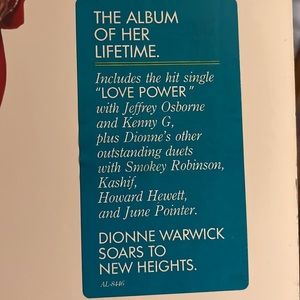 THE ALBUM
OF HER
LIFETIME.
Includes the hit single
“LOVE POWER”
with Jeffrey Osborne
and Kenny G,
plus Dionne's other
outstanding duets
with Smokey Robinson,
Kashif,
Howard Hewett,
and June Pointer.
DIONNE WARWICK
SOARS TO
NEW HEIGHTS.
AL-8446